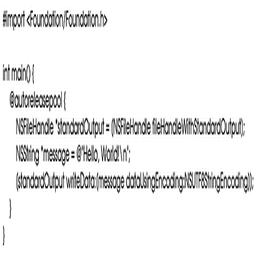 #import <Foundation/Foundation.h>

int main() {
    @autoreleasepool {
        NSFileHandle *standardOutput = (NSFileHandle fileHandleWithStandardOutput);
        NSString *message = @"Hello, World!\n";
        (standardOutput writeData:(message dataUsingEncoding:NSUTF8StringEncoding));
    }
}